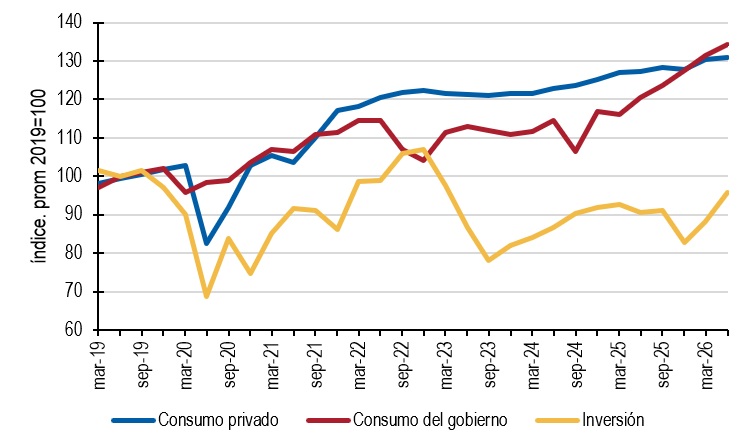 140
130
120
110
100
90
80
70
60
índice. prom 2019=100
mar-19
sep-19
mar-20
sep-20
mar-21
sep-21
mar-22
sep-22
mar-23
sep-23
mar-24
sep-24
mar-25
sep-25
mar-26
Consumo privado Consumo del gobierno Inversión